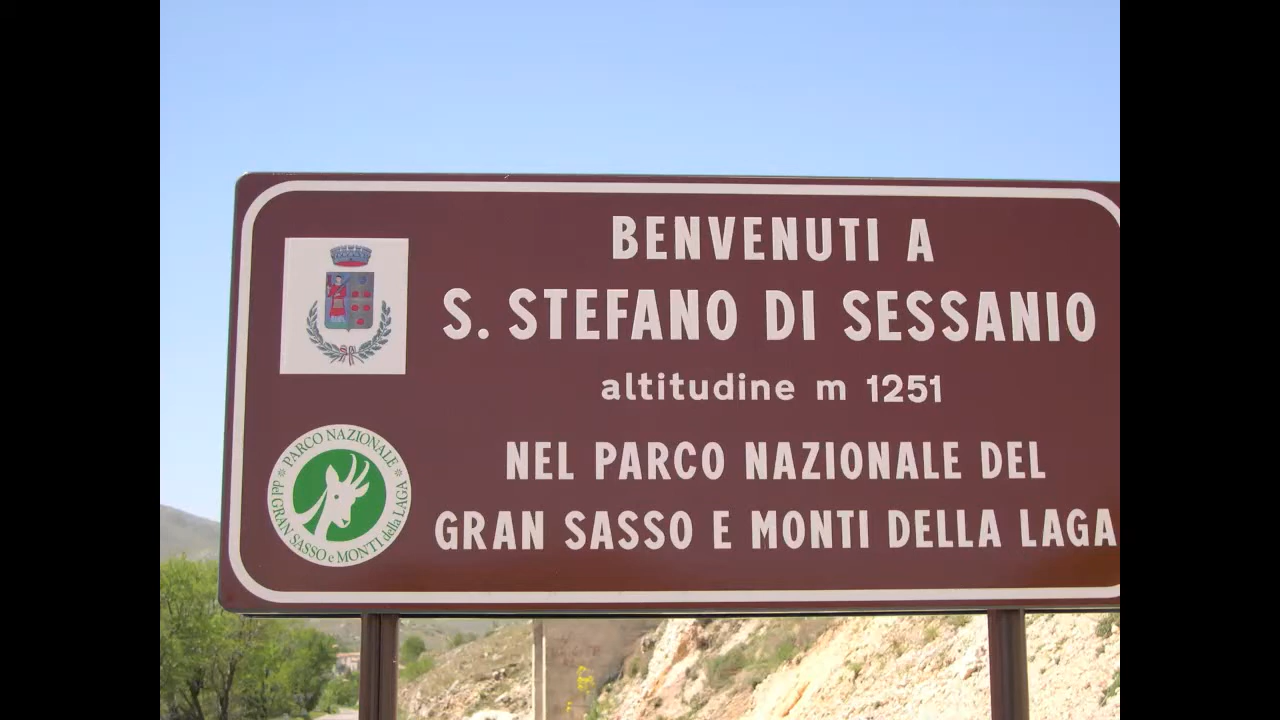 BENVENUTI A
S. STEFANO DI SESSANIO
altitudine m 1251
NEL PARCO NAZIONALE DEL
GRAN SASSO E MONTI DELLA LAGA
PARCO NAZIONALE
del GRAN SASSO e MONTI della LAGA